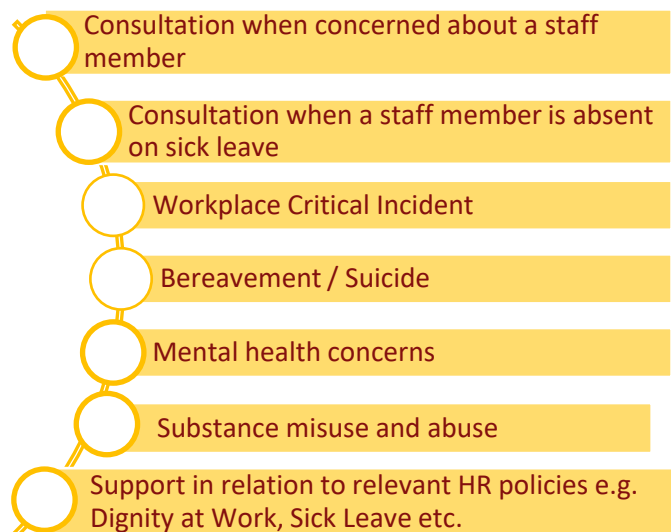 Consultation when concerned about a staff
member
Consultation when a staff member is absent
on sick leave
Workplace Critical Incident
Bereavement / Suicide
Mental health concerns
Substance misuse and abuse
Support in relation to relevant HR policies e.g.
Dignity at Work, Sick Leave etc.